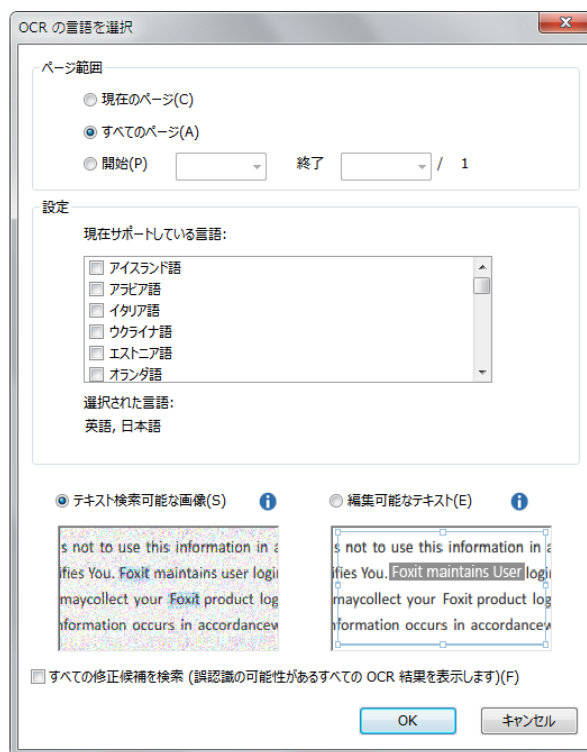 OCR の言語を選択
ページ範囲
現在のページ(C)
すべてのページ(A)
開始(P) 終了 / 1
設定
現在サポートしている言語:
アイスランド語
アラビア語
イタリア語
ウクライナ語
エストニア語
オランダ語
選択された言語:
英語, 日本語
テキスト検索可能な画像(S) 編集可能なテキスト(E)
s not to use this information in a
ifies You. Foxit maintains user logi
maycollect your Foxit product log
nformation occurs in accordancew
s not to use this information in a
ifies You. Foxit maintains User logi
maycollect your Foxit product log
nformation occurs in accordancew
すべての修正候補を検索 (誤認識の可能性があるすべての OCR 結果を表示します)(F)
OK キャンセル